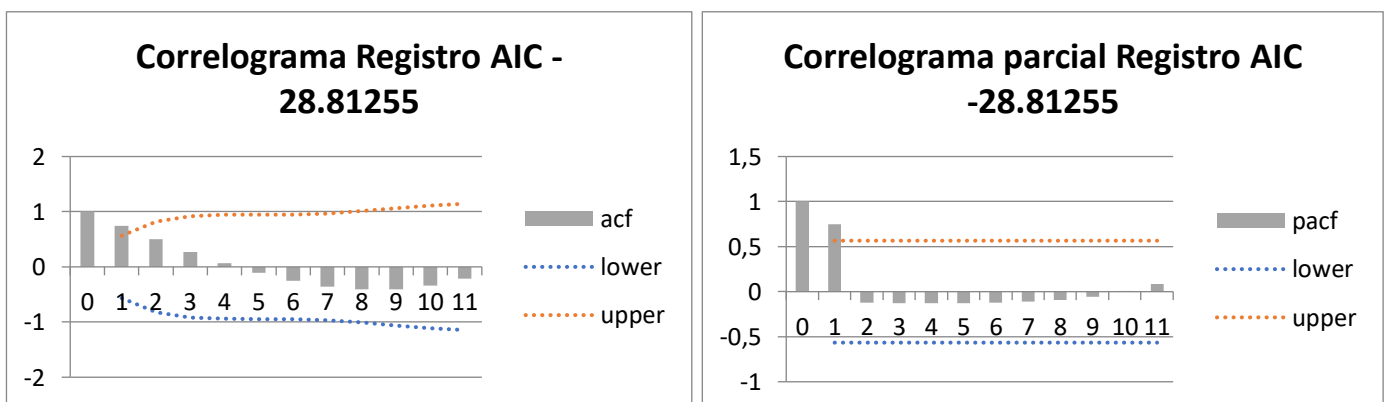 Correlograma Registro AIC -
28.81255
2
1
0
-1
-2
0 1 2 3 4 5 6 7 8 9 10 11
acf
lower
upper
Correlograma parcial Registro AIC
-28.81255
1,5
1
0,5
0
-0,5
-1
0 1 2 3 4 5 6 7 8 9 10 11
pacf
lower
upper